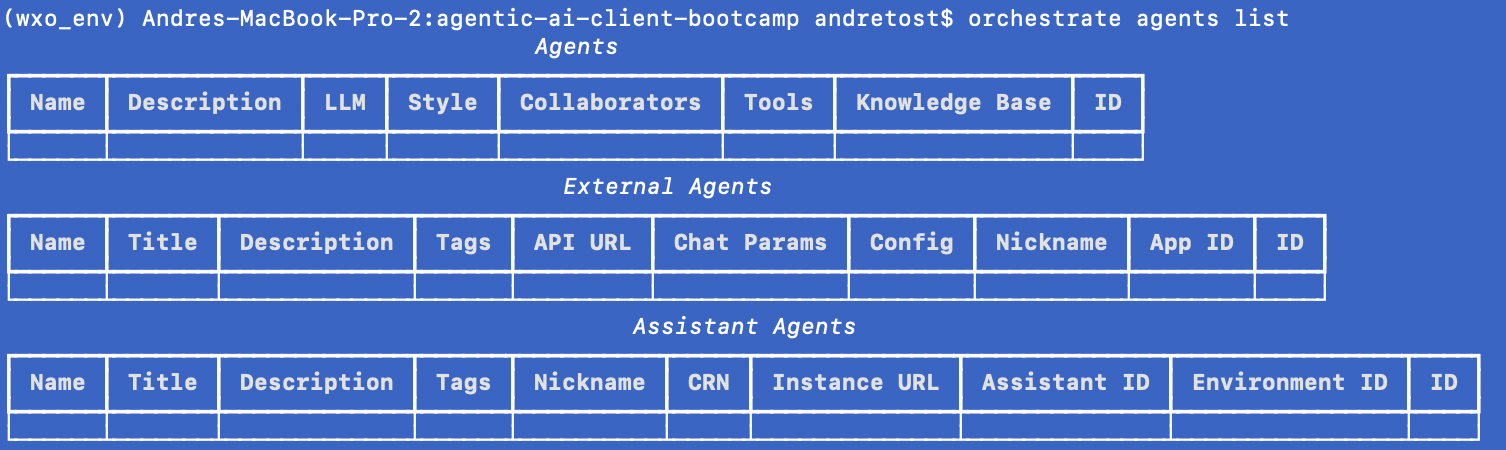 (wxo_env) Andres-MacBook-Pro-2:agentic-ai-client-bootcamp andretost$ orchestrate agents list
Agents
Name Description LLM Style Collaborators Tools Knowledge Base ID
External Agents
Name Title Description Tags API URL Chat Params Config Nickname App ID ID
Assistant Agents
Name Title Description Tags Nickname CRN Instance URL Assistant ID Environment ID ID